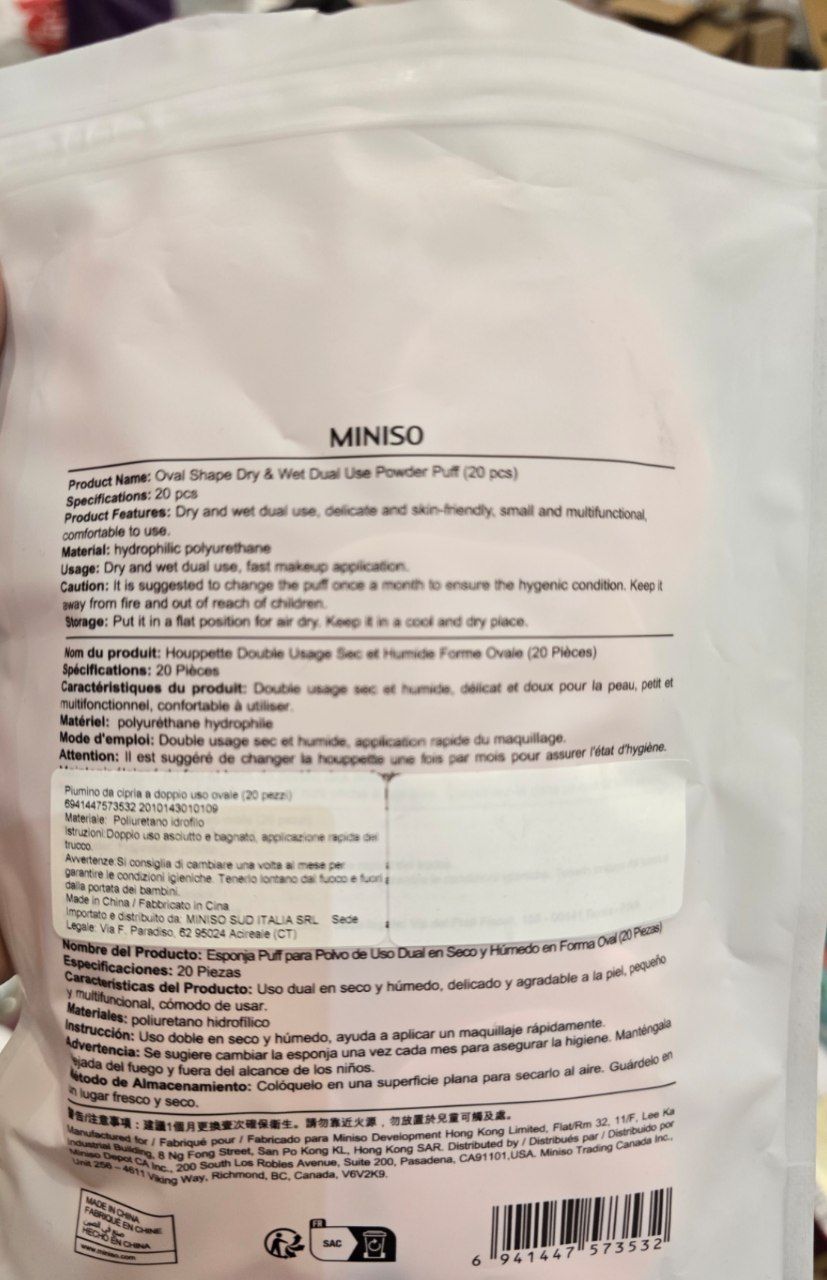 MINISO
Product Name: Oval Shape Dry & Wet Dual Use Powder Puff (20 pcs)
Specifications: 20 pcs
Product Features: Dry and wet dual use, delicate and skin-friendly, small and multifunctional,
comfortable to use.
Material: hydrophilic polyurethane
Usage: Dry and wet dual use, fast makeup application.
Caution: It is suggested to change the puff once a month to ensure the hygenic condition. Keep it
away from fire and out of reach of children.
Storage: Put it in a flat position for air dry. Keep it in a cool and dry place.
Nom du produit: Houppette Double Usage Sec et Humide Forme Ovale (20 Pièces)
Spécifications: 20 Pièces
Caractéristiques du produit: Double usage sec et humide, délicat et doux pour la peau, petit et
multifonctionnel, confortable à utiliser.
Matériel: polyuréthane hydrophile
Mode d'emploi: Double usage sec et humide, application rapide du maquillage.
Attention: Il est suggéré de changer la houppette une fois par mois pour assurer l'état d'hygiène.
Piumino da cipria a doppio uso ovale (20 pezzi)
6941447573532 2010143010109
Materiale: Poliuretano idrofilo
Istruzioni:Doppio uso asciutto e bagnato, applicazione rapida del
trucco.
Avvertenze:Si consiglia di cambiare una volta al mese per
garantire le condizioni igieniche. Tenerlo lontano dal fuoco e fuori
dalla portata dei bambini.
Made in China / Fabbricato in Cina
Importato e distribuito da: MINISO SUD ITALIA SRL Sede
Legale: Via F. Paradiso, 62 95024 Acireale (CT)
Nombre del Producto: Esponja Puff para Polvo de Uso Dual en Seco y Húmedo en Forma Oval (20 Piezas)
Especificaciones: 20 Piezas
Características del Producto: Uso dual en seco y húmedo, delicado y agradable a la piel, pequeño
y multifuncional, cómodo de usar.
Materiales: poliuretano hidrofílico
Instrucción: Uso doble en seco y húmedo, ayuda a aplicar un maquillaje rápidamente.
Advertencia: Se sugiere cambiar la esponja una vez cada mes para asegurar la higiene. Manténgala
alejada del fuego y fuera del alcance de los niños.
Método de Almacenamiento: Colóquelo en una superficie plana para secarlo al aire. Guárdelo en
un lugar fresco y seco.
警告/注意事項：建議1個月更換壹次確保衛生。請勿靠近火源，勿放置於兒童可觸及處。
Manufactured for / Fabriqué pour / Fabricado para Miniso Development Hong Kong Limited, Flat/Rm 32, 11/F, Lee Ka
Industrial Building, 8 Ng Fong Street, San Po Kong KL, Hong Kong SAR. Distributed by / Distribués par / Distribuido por
Miniso Depot CA Inc., 200 South Los Robles Avenue, Suite 200, Pasadena, CA91101,USA. Miniso Trading Canada Inc.,
Unit 256 – 4611 Viking Way, Richmond, BC, Canada, V6V2K9.
MADE IN CHINA
FABRIQUÉ EN CHINE
صنع في الصين
HECHO EN CHINA
www.miniso.com
FR
SAC
6 941447 573532